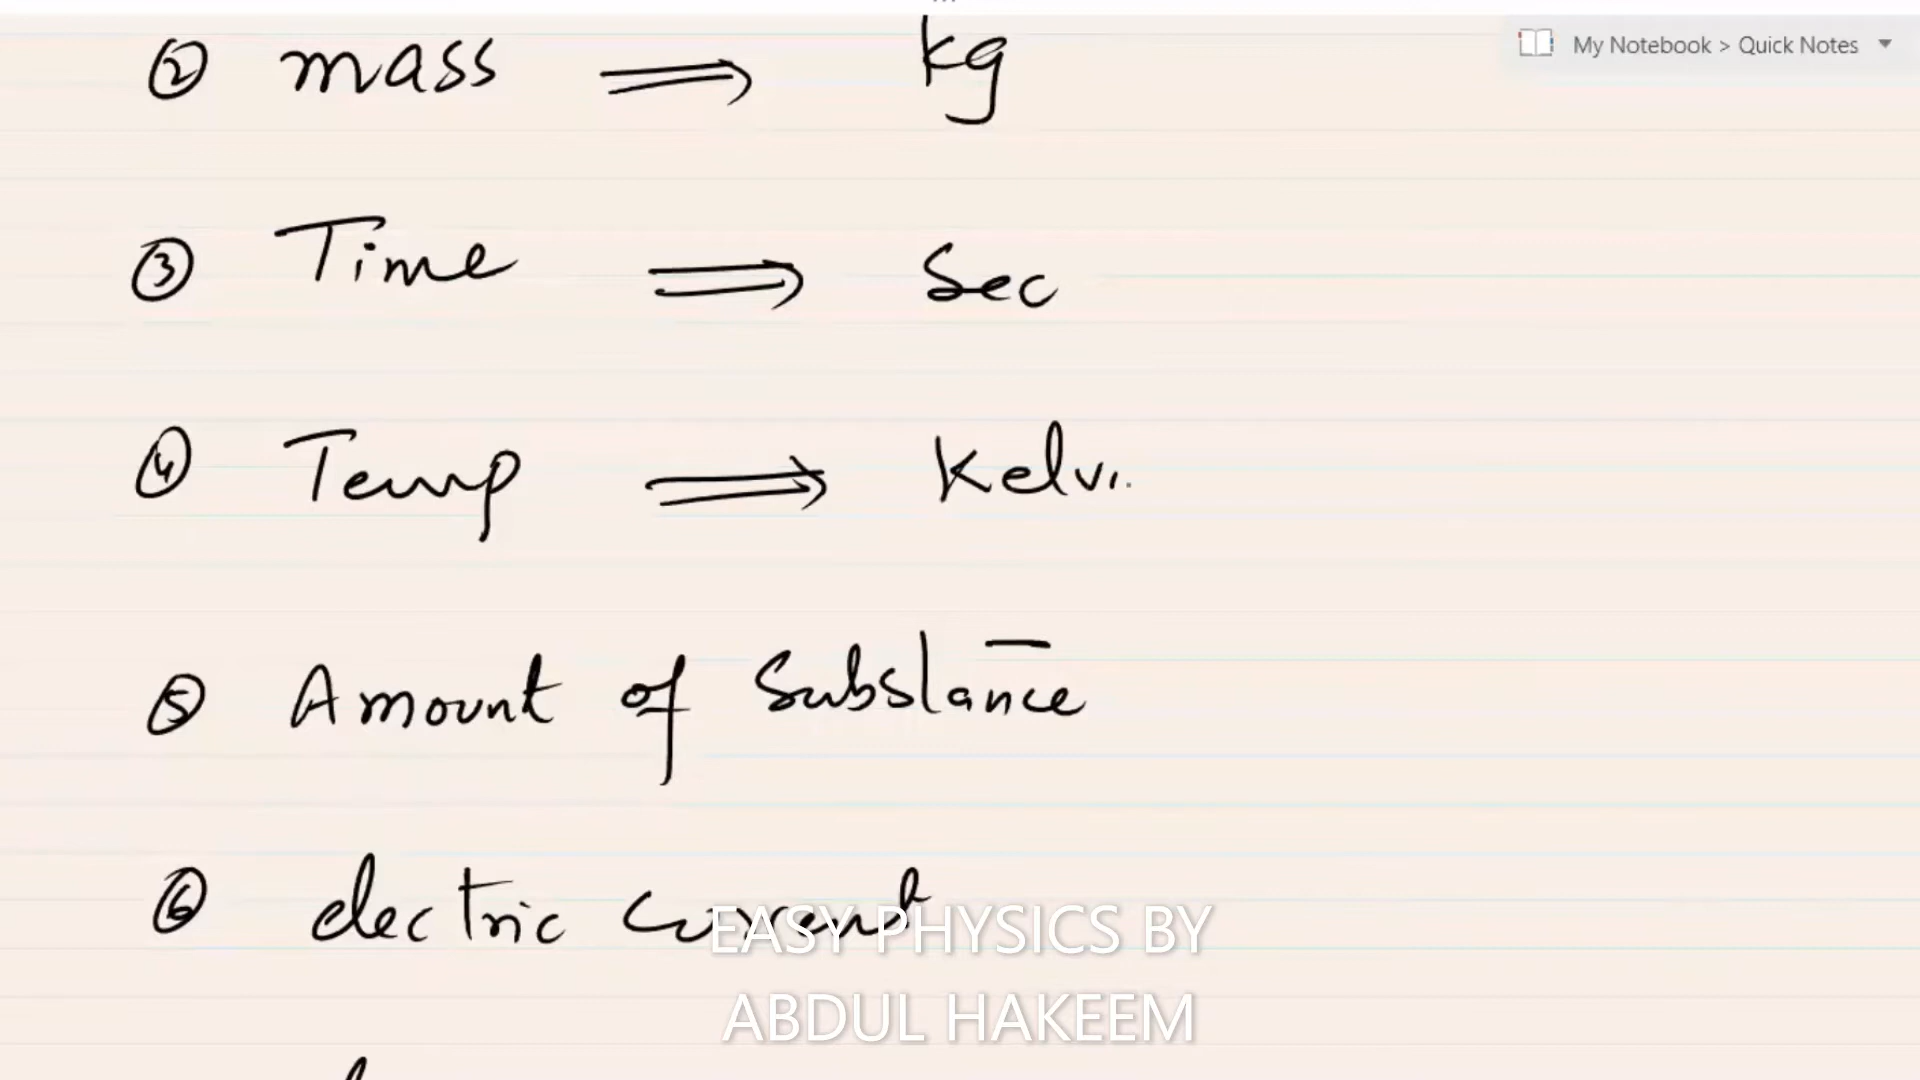 ② mass ⟹ kg
My Notebook > Quick Notes
③ Time ⟹ Sec
④ Temp ⟹ Kelvi
⑤ Amount of Substance
⑥ electric current
EASY PHYSICS BY
ABDUL HAKEEM